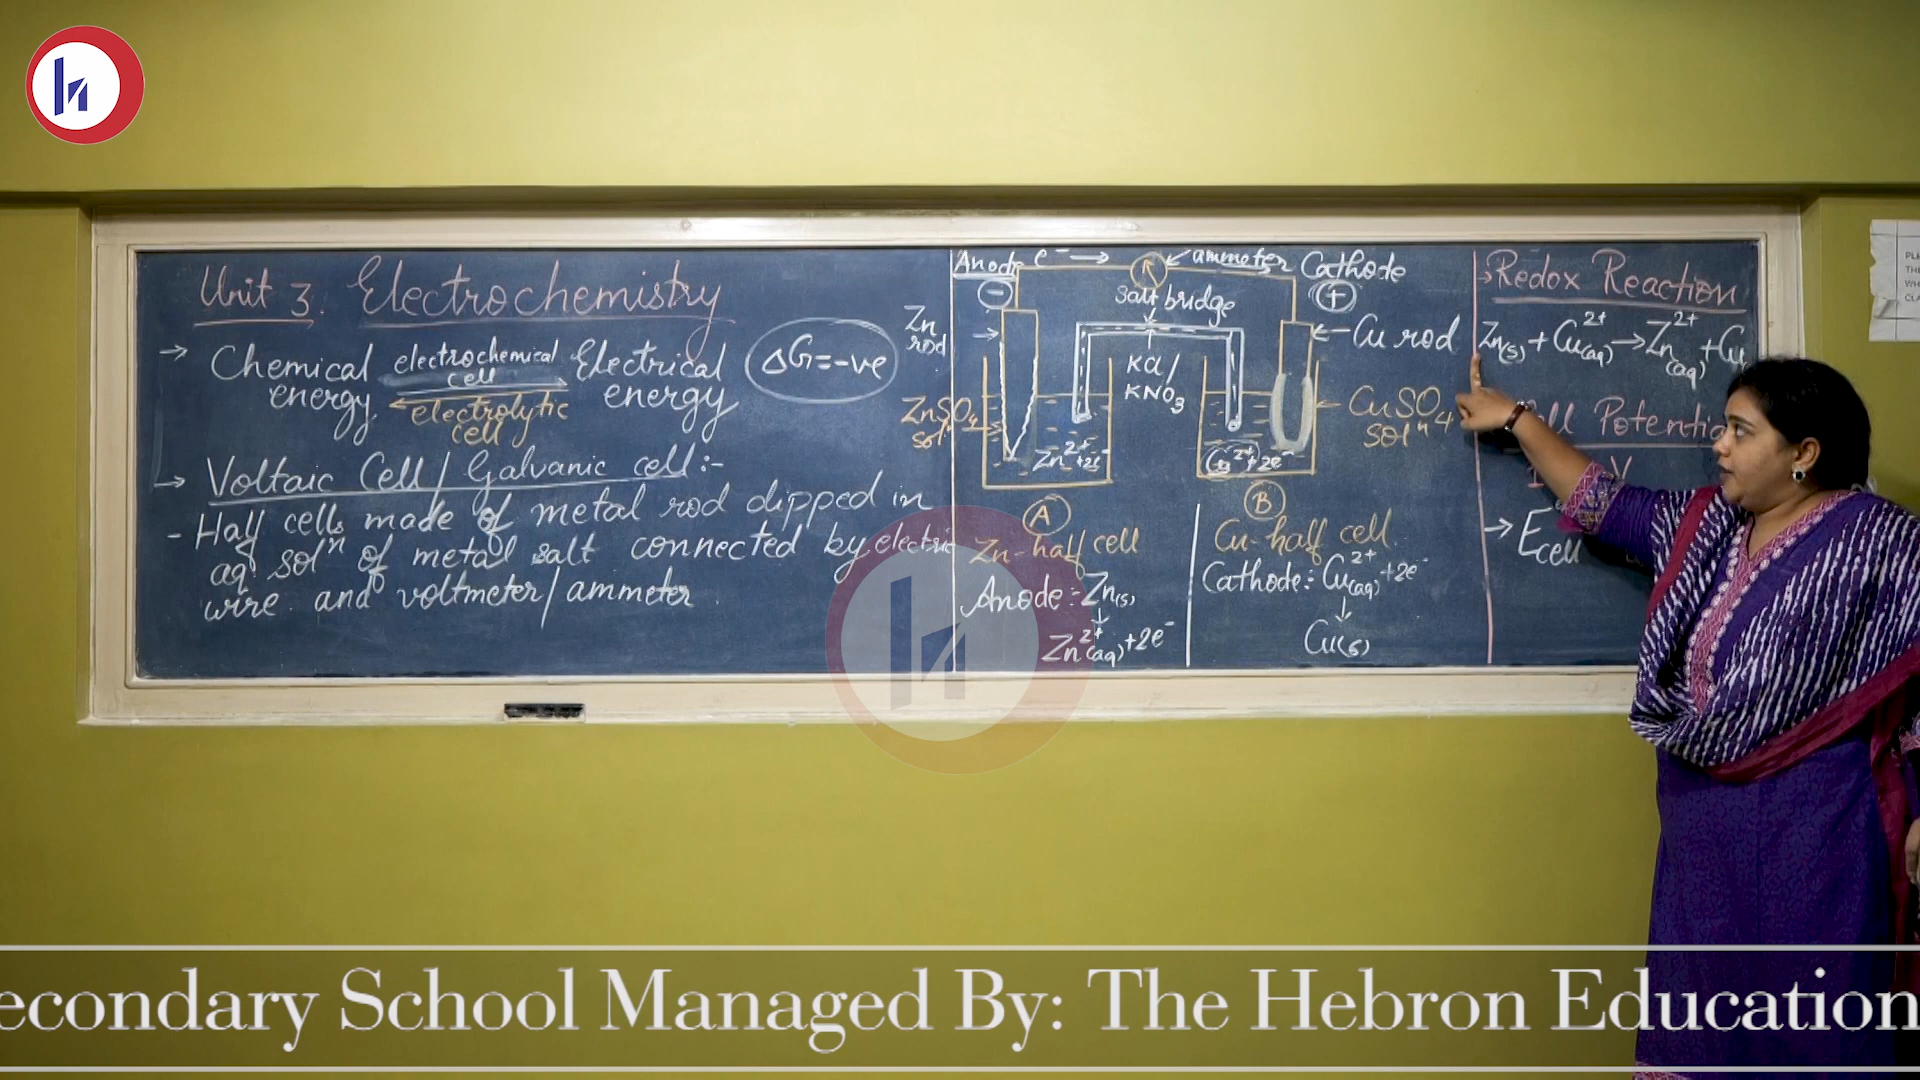 Unit 3. Electrochemistry
→ Chemical energy electrochemical cell Electrical energy
electrolytic cell
ΔG = -ve
→ Voltaic Cell / Galvanic cell :-
- Half cells made of metal rod dipped in
aq. solⁿ of metal salt connected by electric
wire and voltmeter / ammeter
Anode e⁻ → ammeter Cathode
- +
salt bridge
Zn rod
Cu rod
KCl / KNO₃
ZnSO₄ solⁿ
CuSO₄ solⁿ
Zn²⁺ + 2e⁻
Cu²⁺ + 2e⁻
A
B
Zn-half cell
Cu-half cell
Anode :- Zn(s)
↓
Zn²⁺(aq) + 2e⁻
Cathode : Cu²⁺(aq) + 2e⁻
↓
Cu(s)
→ Redox Reaction
Zn(s) + Cu²⁺(aq) → Zn²⁺(aq) + Cu
→ Ecell
econdary School Managed By: The Hebron Education